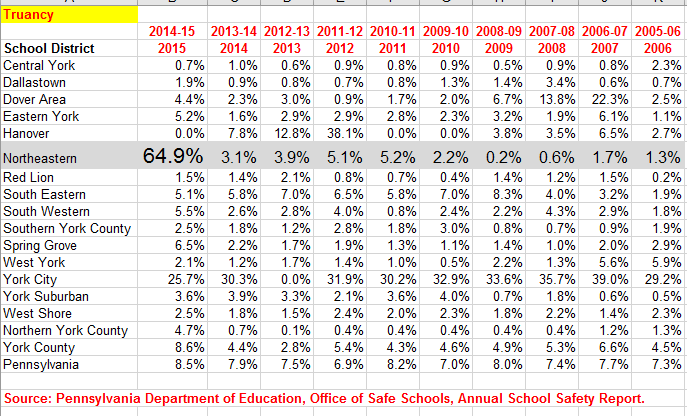 Truancy
2014-15 2013-14 2012-13 2011-12 2010-11 2009-10 2008-09 2007-08 2006-07 2005-06
School District 2015 2014 2013 2012 2011 2010 2009 2008 2007 2006
Central York 0.7% 1.0% 0.6% 0.9% 0.8% 0.9% 0.5% 0.9% 0.8% 2.3%
Dallastown 1.9% 0.9% 0.8% 0.7% 0.8% 1.3% 1.4% 3.4% 0.6% 0.7%
Dover Area 4.4% 2.3% 3.0% 0.9% 1.7% 2.0% 6.7% 13.8% 22.3% 2.5%
Eastern York 5.2% 1.6% 2.9% 2.9% 2.8% 2.3% 3.2% 1.9% 6.1% 1.1%
Hanover 0.0% 7.8% 12.8% 38.1% 0.0% 0.0% 3.8% 3.5% 6.5% 2.7%
Northeastern 64.9% 3.1% 3.9% 5.1% 5.2% 2.2% 0.2% 0.6% 1.7% 1.3%
Red Lion 1.5% 1.4% 2.1% 0.8% 0.7% 0.4% 1.4% 1.2% 1.5% 0.2%
South Eastern 5.1% 5.8% 7.0% 6.5% 5.8% 7.0% 8.3% 4.0% 3.2% 1.9%
South Western 5.5% 2.6% 2.8% 4.0% 0.8% 2.4% 2.2% 4.3% 2.9% 1.8%
Southern York County 2.5% 1.8% 1.2% 2.8% 1.8% 3.0% 0.8% 0.7% 0.9% 1.9%
Spring Grove 6.5% 2.2% 1.7% 1.9% 1.3% 1.1% 1.4% 1.0% 2.0% 2.9%
West York 2.1% 1.2% 1.7% 1.4% 1.0% 0.5% 2.2% 1.3% 5.6% 5.9%
York City 25.7% 30.3% 0.0% 31.9% 30.2% 32.9% 33.6% 35.7% 39.0% 29.2%
York Suburban 3.6% 3.9% 3.3% 2.1% 3.6% 4.0% 0.7% 1.8% 0.6% 0.5%
West Shore 2.5% 1.8% 1.5% 2.4% 2.0% 2.3% 1.8% 2.2% 1.4% 2.3%
Northern York County 4.7% 0.7% 0.1% 0.4% 0.4% 0.4% 0.4% 0.4% 1.2% 1.3%
York County 8.6% 4.4% 2.8% 5.4% 4.3% 4.6% 4.9% 5.3% 6.6% 4.5%
Pennsylvania 8.5% 7.9% 7.5% 6.9% 8.2% 7.0% 8.0% 7.4% 7.7% 7.3%
Source: Pennsylvania Department of Education, Office of Safe Schools, Annual School Safety Report.